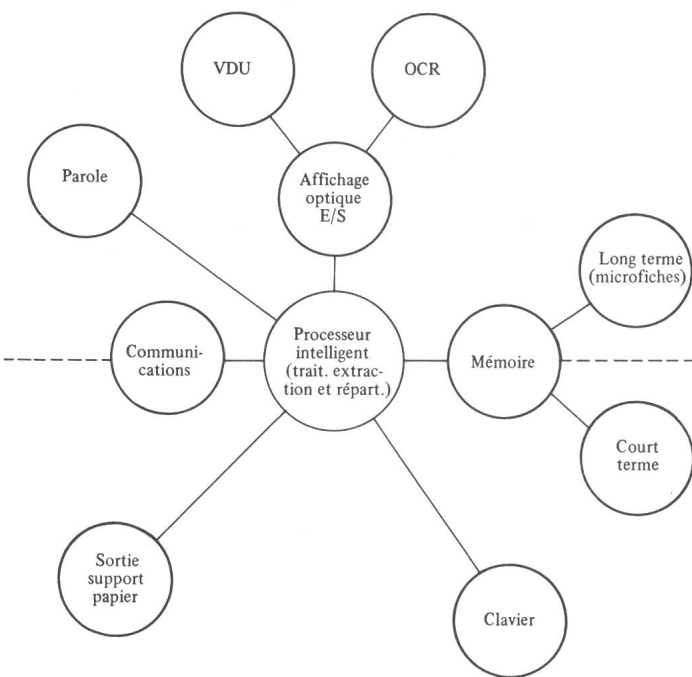 VDU
OCR
Parole
Affichage
optique
E/S
Long terme
(microfiches)
Communi-
cations
Processeur
intelligent
(trait. extrac-
tion et répart.)
Mémoire
Court
terme
Sortie
support
papier
Clavier